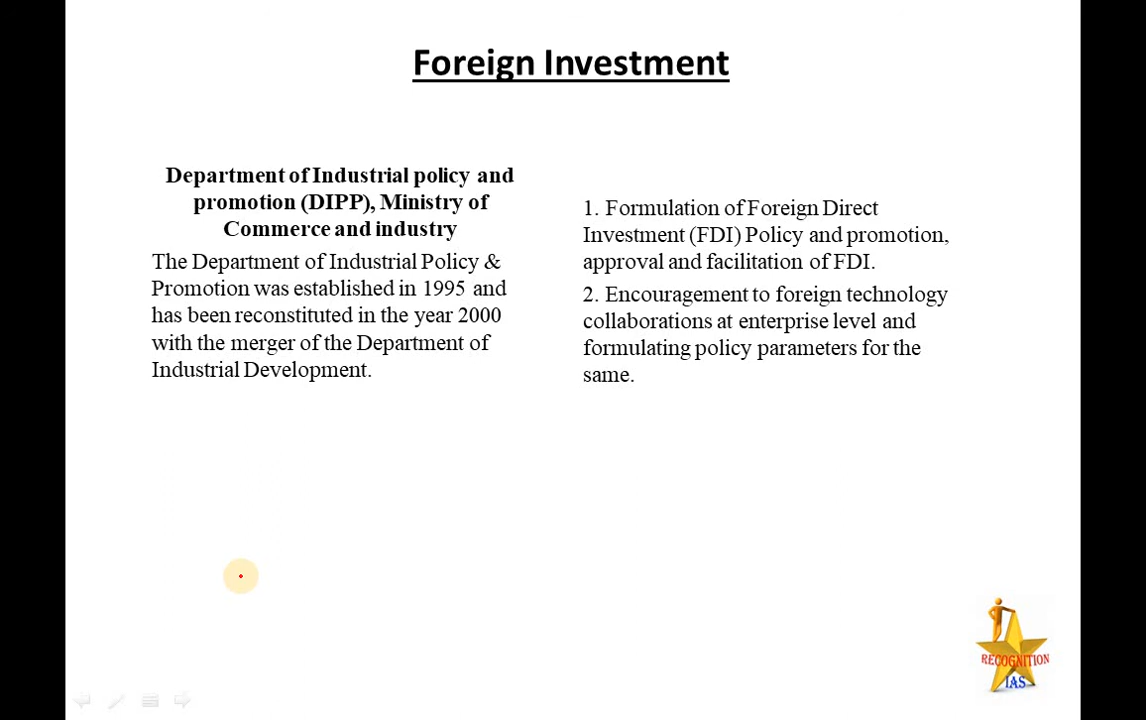 Foreign Investment
Department of Industrial policy and
promotion (DIPP), Ministry of
Commerce and industry
The Department of Industrial Policy &
Promotion was established in 1995 and
has been reconstituted in the year 2000
with the merger of the Department of
Industrial Development.
1. Formulation of Foreign Direct
Investment (FDI) Policy and promotion,
approval and facilitation of FDI.
2. Encouragement to foreign technology
collaborations at enterprise level and
formulating policy parameters for the
same.
RECOGNITION
IAS